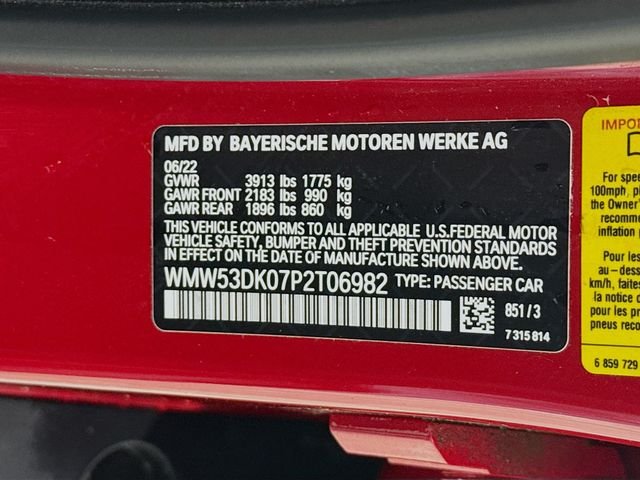 MFD BY BAYERISCHE MOTOREN WERKE AG
06/22
GVWR 3913 lbs 1775 kg
GAWR FRONT 2183 lbs 990 kg
GAWR REAR 1896 lbs 860 kg
THIS VEHICLE CONFORMS TO ALL APPLICABLE U.S.FEDERAL MOTOR
VEHICLE SAFETY, BUMPER AND THEFT PREVENTION STANDARDS
IN EFFECT ON THE DATE OF MANUFACTURE SHOWN ABOVE.
WMW53DK07P2T06982 TYPE: PASSENGER CAR
851/3
7 315 814
IMPO
For spee
100mph, pl
the Owner'
recomme
inflation p
Pour les
au-dess
km/h, faites
la notice d
pour les pr
pneus reco
6 859 729